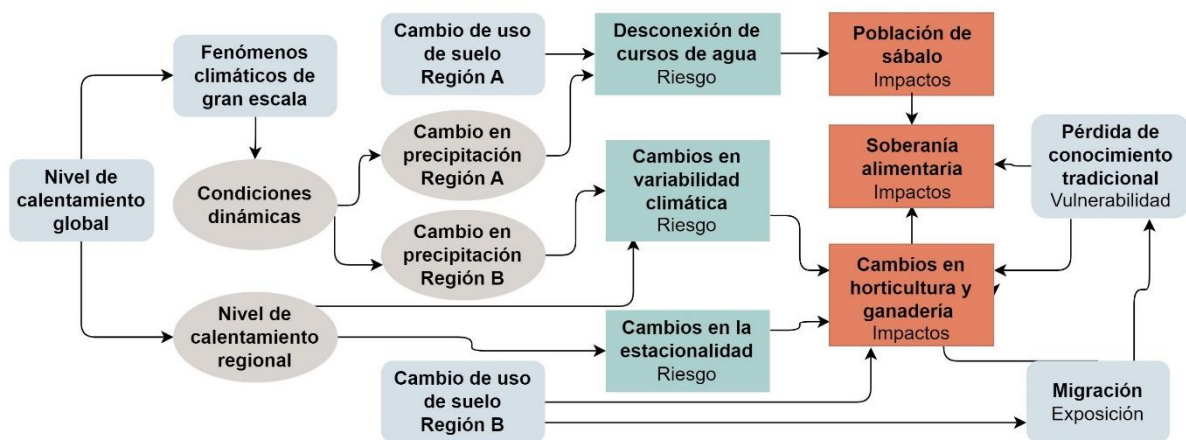 Fenómenos
climáticos de
gran escala
Cambio de uso
de suelo
Región A
Desconexión de
cursos de agua
Riesgo
Población de
sábalo
Impactos
Nivel de
calentamiento
global
Condiciones
dinámicas
Cambio en
precipitación
Región A
Cambio en
precipitación
Región B
Cambios en
variabilidad
climática
Riesgo
Soberanía
alimentaria
Impactos
Pérdida de
conocimiento
tradicional
Vulnerabilidad
Nivel de
calentamiento
regional
Cambios en la
estacionalidad
Riesgo
Cambios en
horticultura y
ganadería
Impactos
Cambio de uso de
suelo
Región B
Migración
Exposición